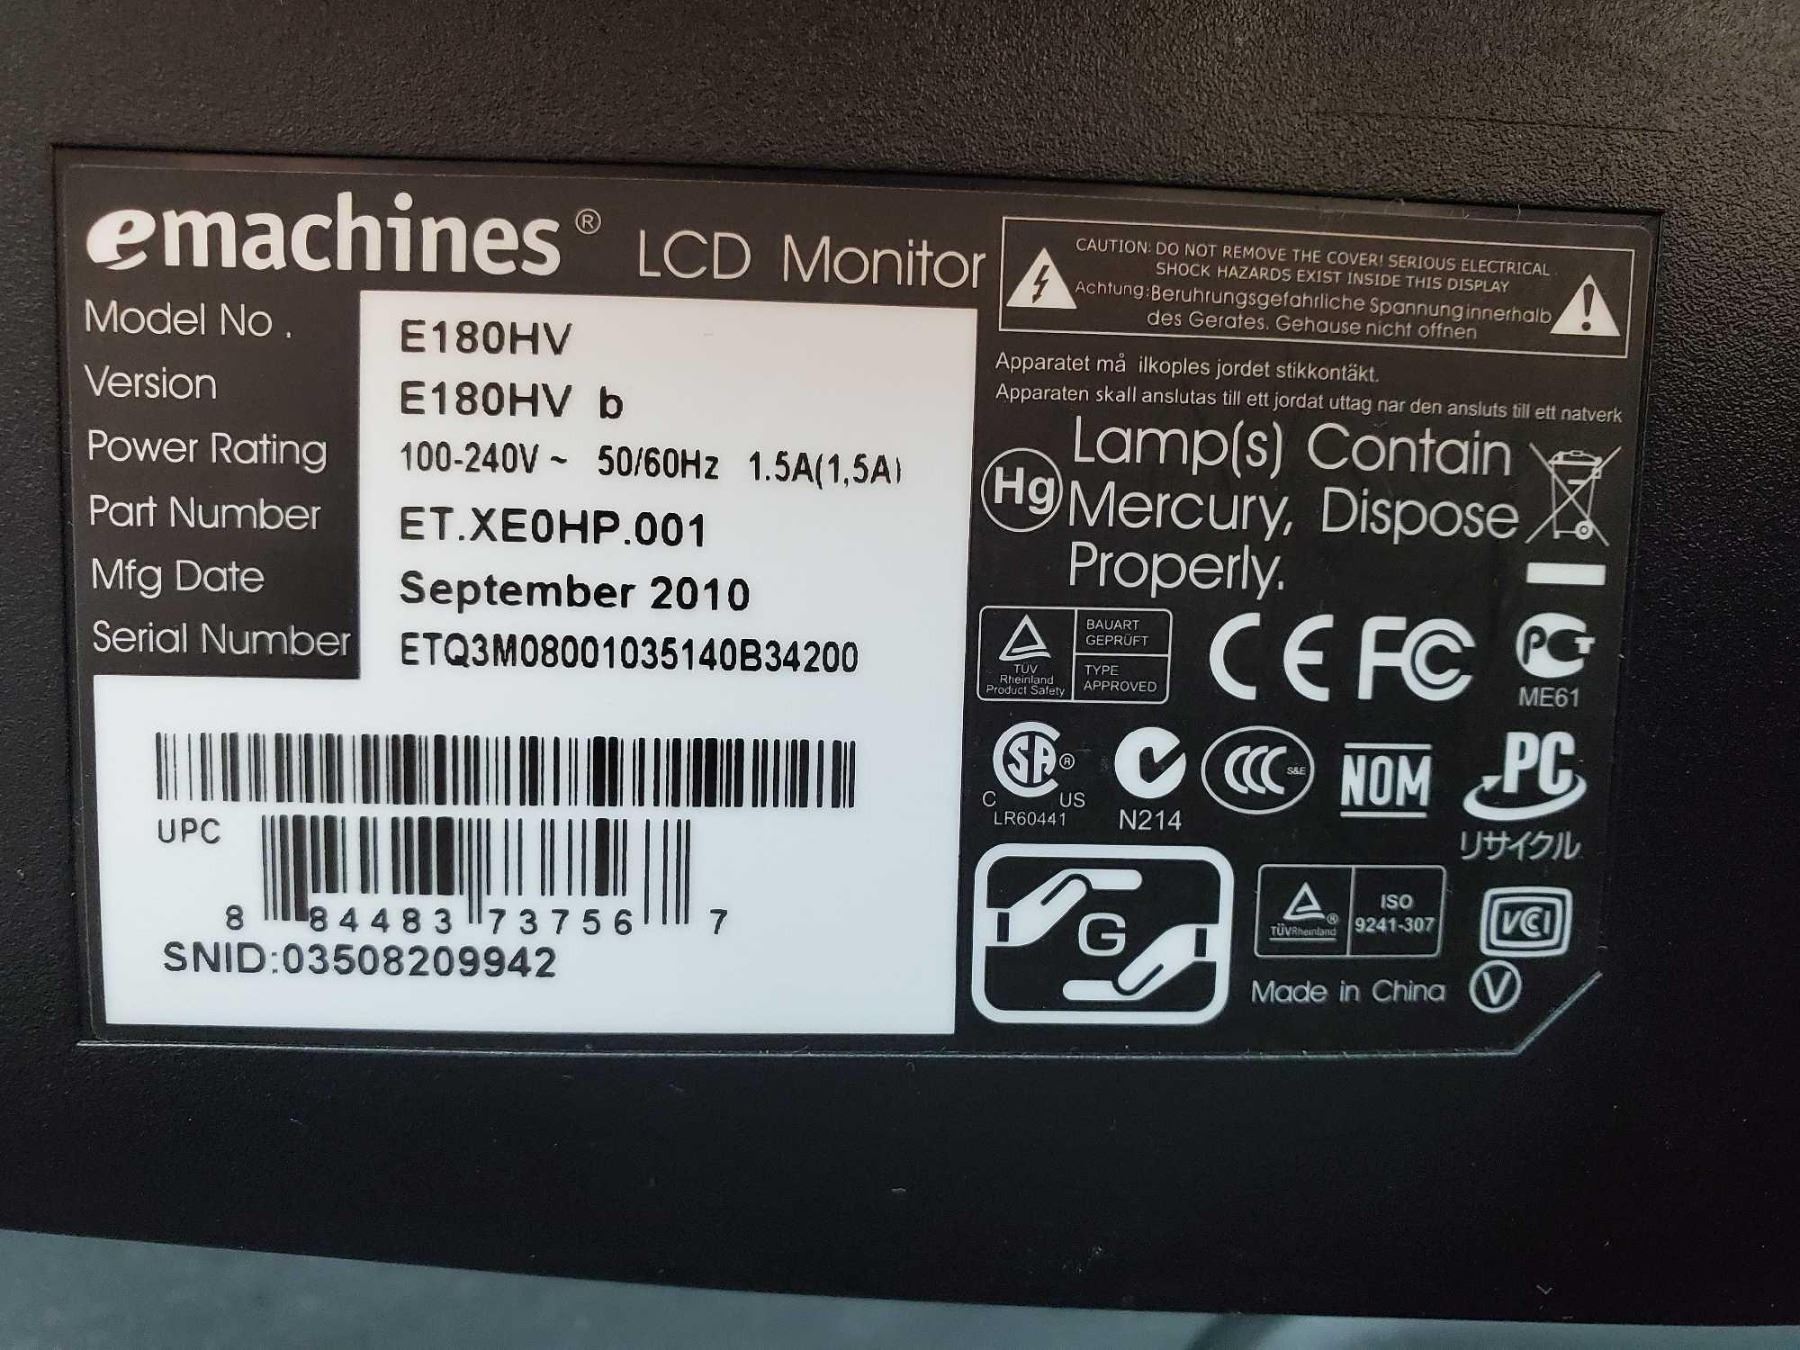 emachines® LCD Monitor
Model No. E180HV
Version E180HV b
Power Rating 100-240V ~ 50/60Hz 1.5A(1,5A)
Part Number ET.XE0HP.001
Mfg Date September 2010
Serial Number ETQ3M08001035140B34200
UPC
8 84483 73756 7
SNID:03508209942
CAUTION: DO NOT REMOVE THE COVER! SERIOUS ELECTRICAL
SHOCK HAZARDS EXIST INSIDE THIS DISPLAY
Achtung:Beruhrungsgefahrliche Spannunginnerhalb
des Gerates. Gehause nicht offnen
Apparatet må ilkoples jordet stikkontäkt.
Apparaten skall anslutas till ett jordat uttag nar den ansluts till ett natverk
Hg
Lamp(s) Contain
Mercury, Dispose
Properly.
TÜV
Rheinland
Product Safety
BAUART
GEPRÜFT
TYPE
APPROVED
CE FC
PCT
ME61
SA®
C US
LR60441
N214
CCC S&E
NOM
PC
リサイクル
G
TÜVRheinland®
ISO
9241-307
VCCI
Made in China
V